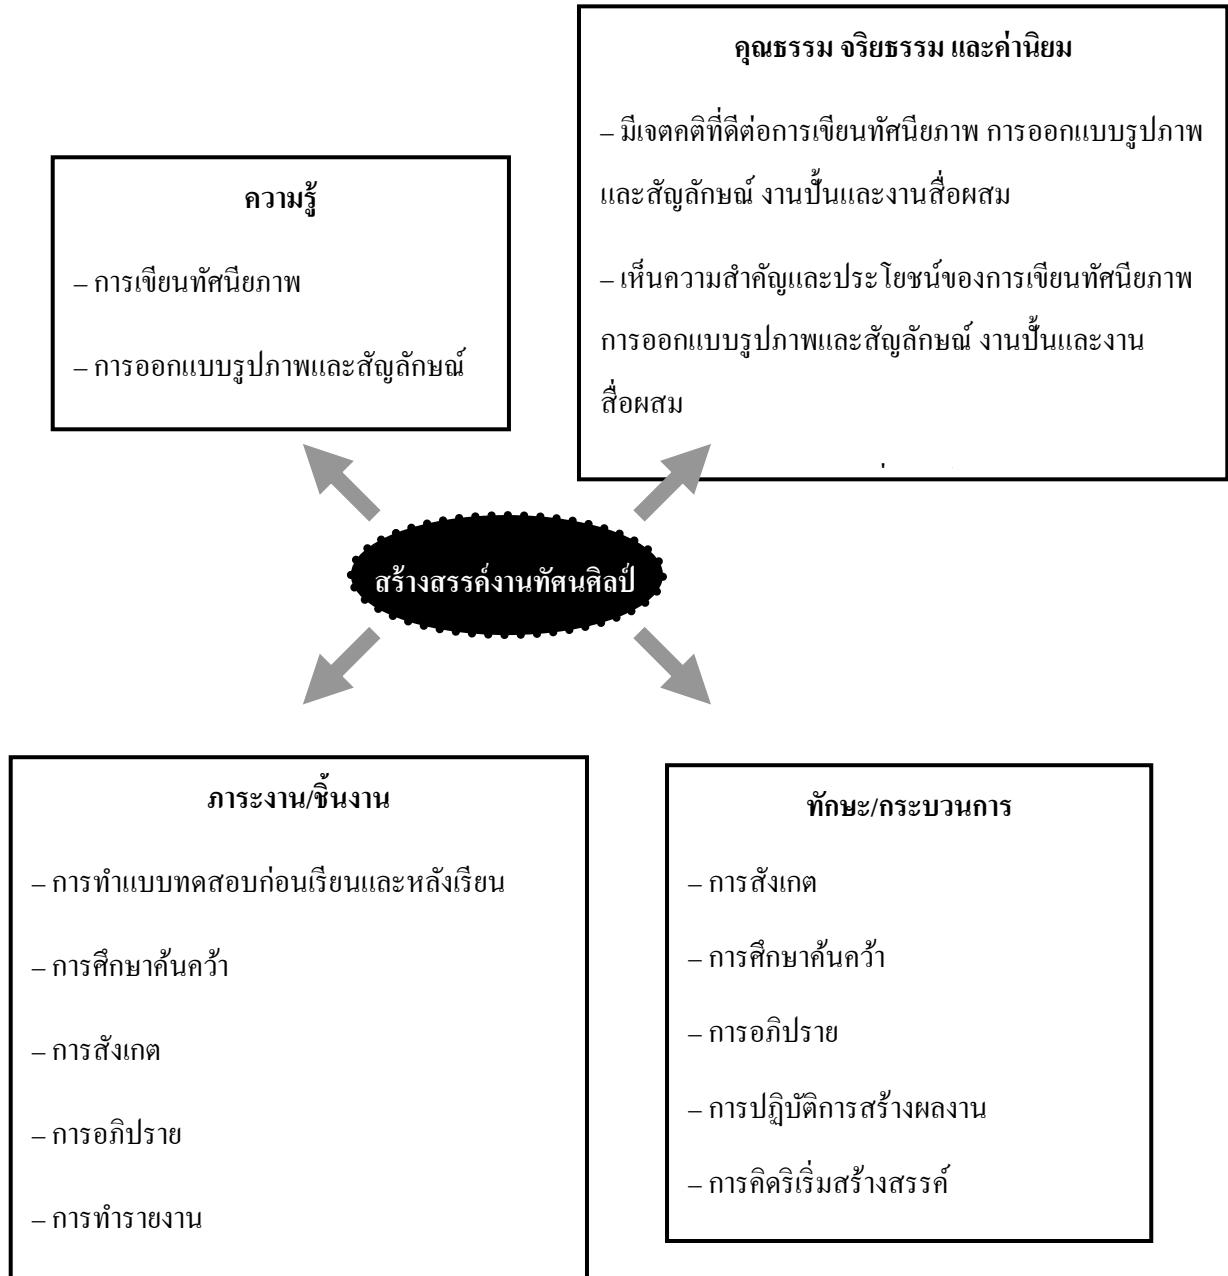 คุณธรรม จริยธรรม และค่านิยม
– มีเจตคติที่ดีต่อการเขียนทัศนียภาพ การออกแบบรูปภาพ
และสัญลักษณ์ งานปั้นและงานสื่อผสม
– เห็นความสำคัญและประโยชน์ของการเขียนทัศนียภาพ
การออกแบบรูปภาพและสัญลักษณ์ งานปั้นและงาน
สื่อผสม
ความรู้
– การเขียนทัศนียภาพ
– การออกแบบรูปภาพและสัญลักษณ์
สร้างสรรค์งานทัศนศิลป์
ภาระงาน/ชิ้นงาน
– การทำแบบทดสอบก่อนเรียนและหลังเรียน
– การศึกษาค้นคว้า
– การสังเกต
– การอภิปราย
– การทำรายงาน
ทักษะ/กระบวนการ
– การสังเกต
– การศึกษาค้นคว้า
– การอภิปราย
– การปฏิบัติการสร้างผลงาน
– การคิดริเริ่มสร้างสรรค์